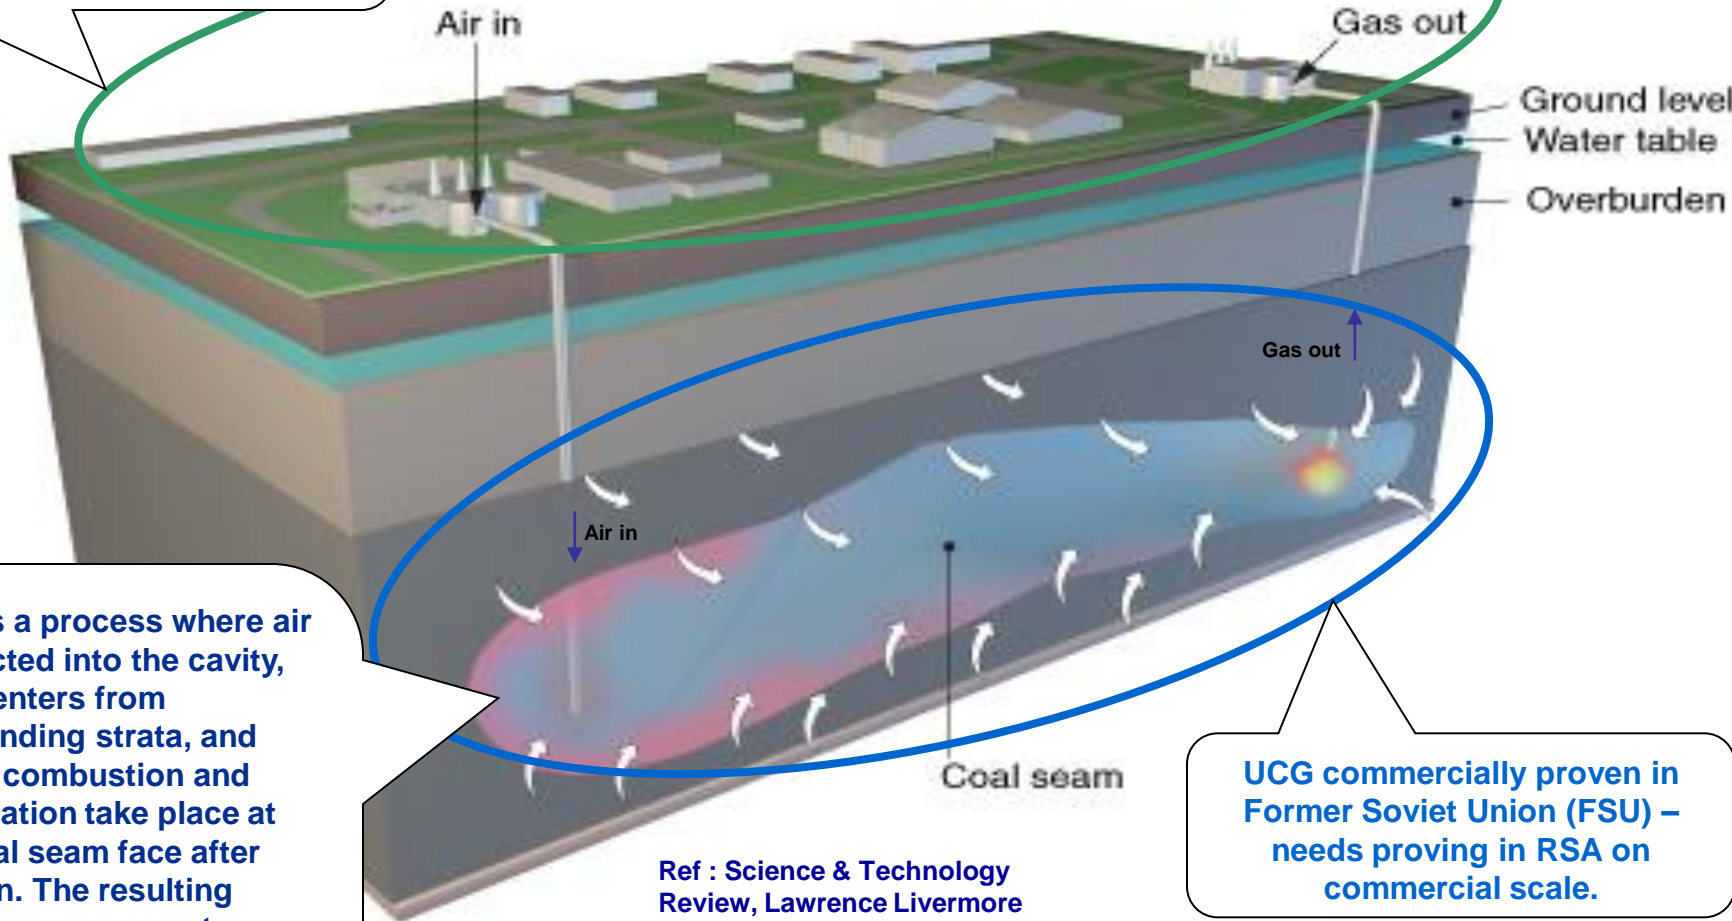 Air in
Gas out
Ground level
Water table
Overburden
Gas out
Air in
s a process where air
cted into the cavity,
enters from
nding strata, and
combustion and
ation take place at
al seam face after
n. The resulting
Coal seam
UCG commercially proven in
Former Soviet Union (FSU) –
needs proving in RSA on
commercial scale.
Ref : Science & Technology
Review, Lawrence Livermore